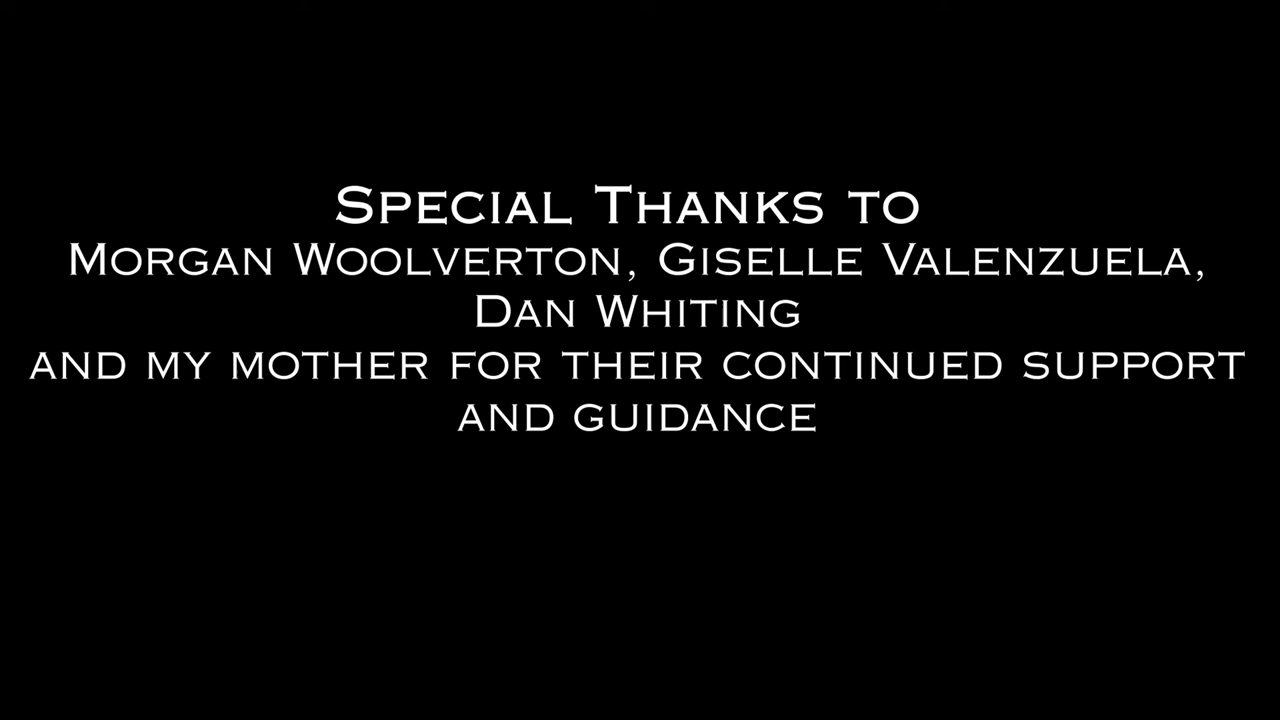 Special Thanks to
Morgan Woolverton, Giselle Valenzuela,
Dan Whiting
and my mother for their continued support
and guidance